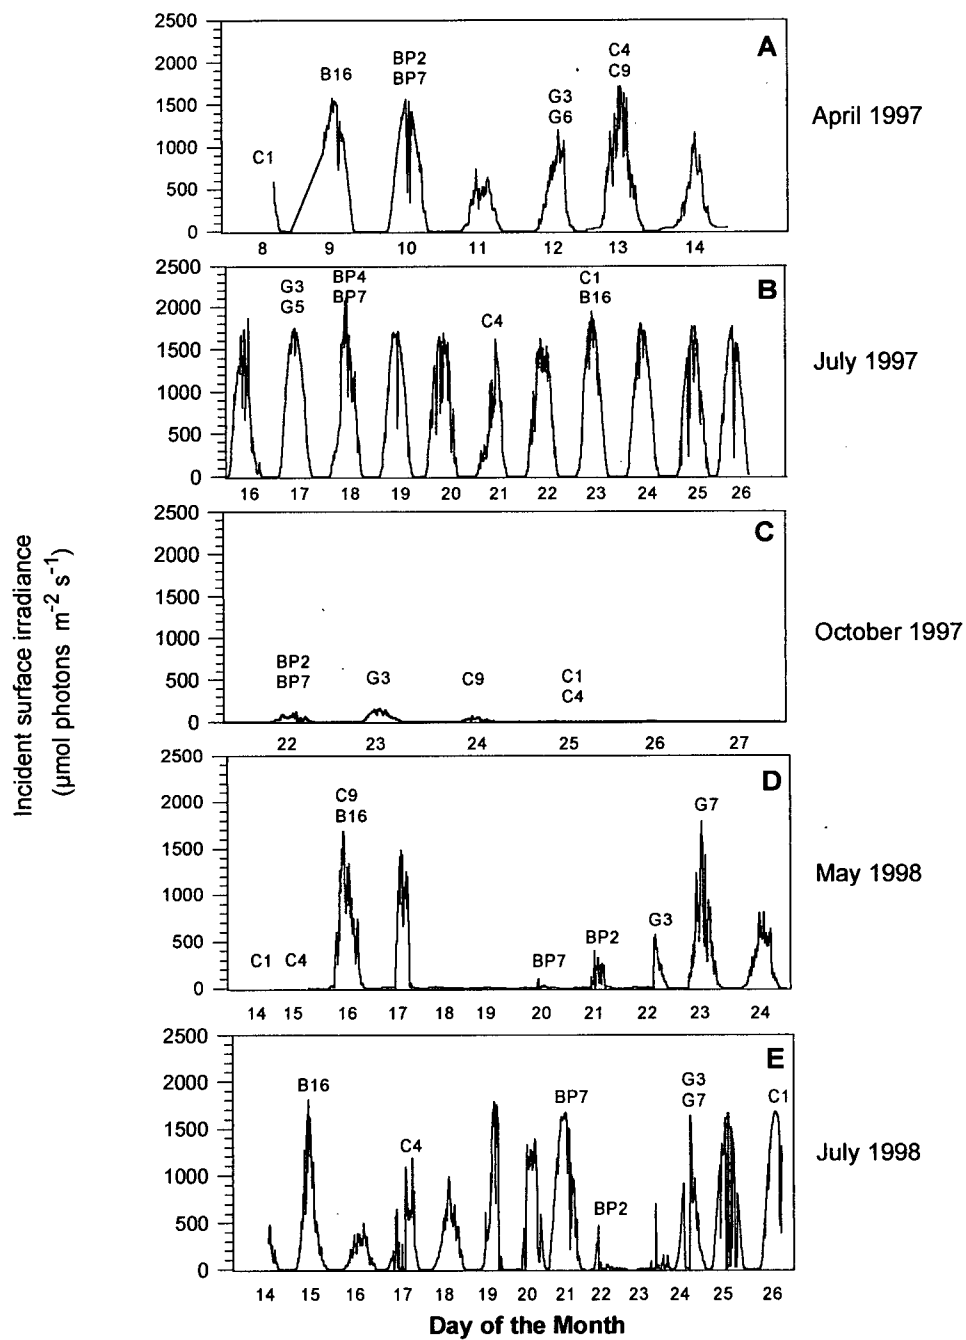 2500
2000
1500
1000
500
0
A
C1
B16
BP2
BP7
G3
G6
C4
C9
8 9 10 11 12 13 14
April 1997
2500
2000
1500
1000
500
0
B
G3
G5
BP4
BP7
C4
C1
B16
16 17 18 19 20 21 22 23 24 25 26
July 1997
Incident surface irradiance
(µmol photons m-2 s-1)
2500
2000
1500
1000
500
0
C
BP2
BP7
G3
C9
C1
C4
22 23 24 25 26 27
October 1997
2500
2000
1500
1000
500
0
D
C1
C4
C9
B16
BP7
BP2
G3
G7
14 15 16 17 18 19 20 21 22 23 24
May 1998
2500
2000
1500
1000
500
0
E
B16
C4
BP7
BP2
G3
G7
C1
14 15 16 17 18 19 20 21 22 23 24 25 26
July 1998
Day of the Month